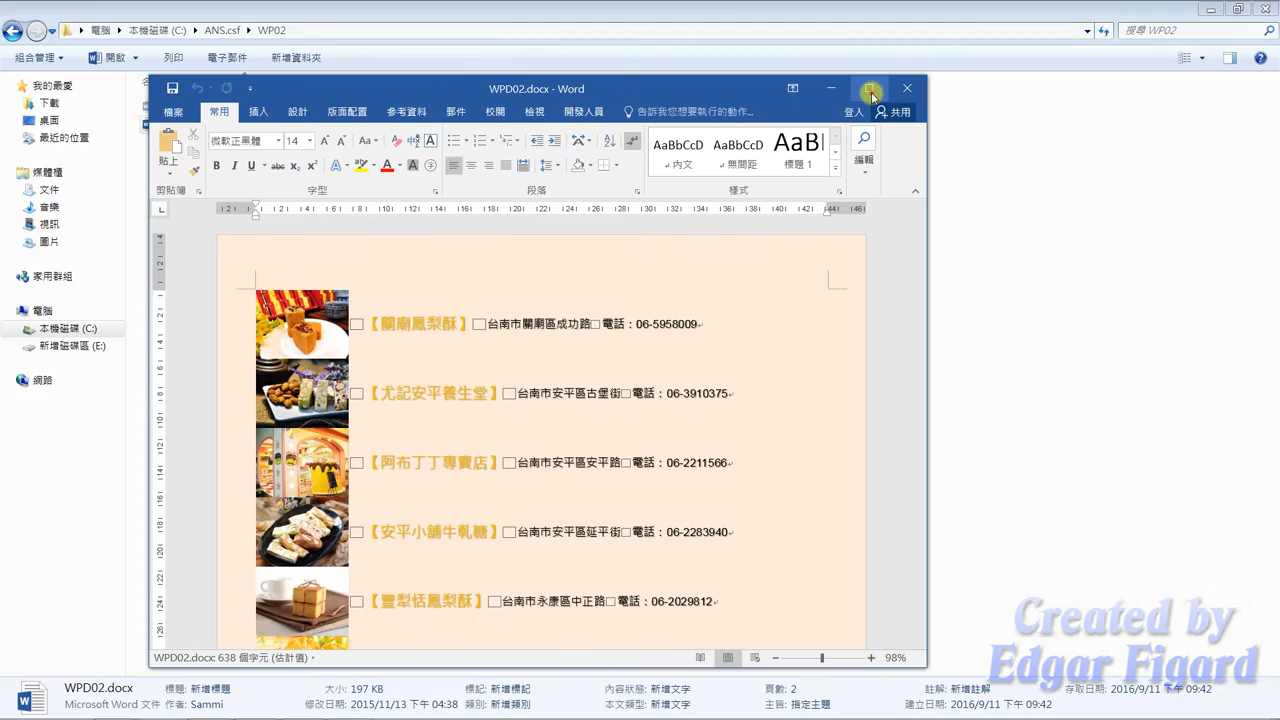 電腦 ▸ 本機磁碟 (C:) ▸ ANS.csf ▸ WP02
搜尋 WP02
組合管理 開啟 列印 電子郵件 新增資料夾
我的最愛
下載
桌面
最近的位置
媒體櫃
文件
音樂
視訊
圖片
家用群組
電腦
本機磁碟 (C:)
新增磁碟區 (E:)
網路
WPD02.docx - Word
檔案 常用 插入 設計 版面配置 參考資料 郵件 校閱 檢視 開發人員 告訴我您想要執行的動作... 登入 共用
貼上
微軟正黑體 14
B I U abc X₂ X²
AaBbCcD AaBbCcD AaBl
內文 無間距 標題 1
編輯
剪貼簿 字型 段落 樣式
【關廟鳳梨酥】 台南市關廟區成功路 電話：06-5958009
【尤記安平養生堂】 台南市安平區古堡街 電話：06-3910375
【阿布丁丁專賣店】 台南市安平區安平路 電話：06-2211566
【安平小舖牛軋糖】 台南市安平區延平街 電話：06-2283940
【豐犁恬鳳梨酥】 台南市永康區中正路 電話：06-2029812
WPD02.docx: 638 個字元 (估計值)
98%
WPD02.docx 標題: 新增標題 大小: 197 KB 標記: 新增標記 內容狀態: 新增文字 頁數: 2 註解: 新增註解 存取日期: 2016/9/11 下午 09:42
Microsoft Word 文件 作者: Sammi 修改日期: 2015/11/13 下午 04:38 類別: 新增類別 本文類型: 新增文字 主旨: 指定主題 建立日期: 2016/9/11 下午 09:42
Created by
Edgar Figard